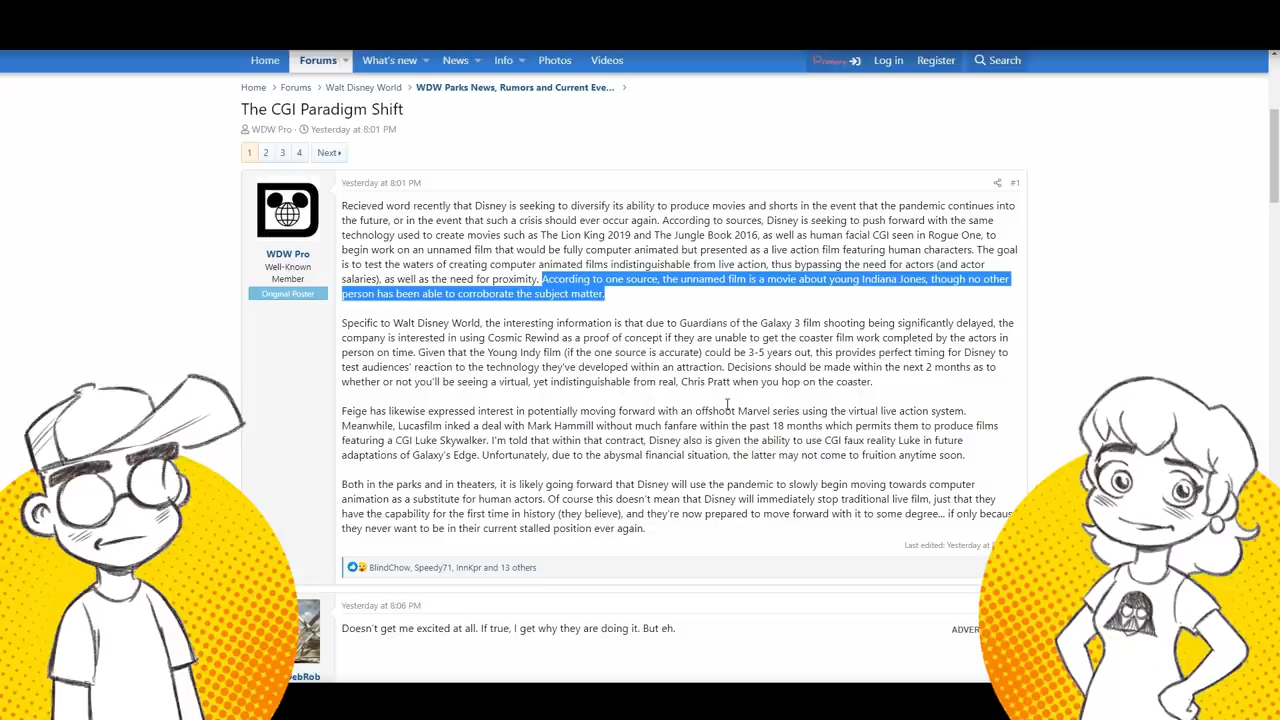 Home Forums What's new News Info Photos Videos Log in Register Search
Home Forums Walt Disney World WDW Parks News, Rumors and Current Eve...
The CGI Paradigm Shift
WDW Pro · Yesterday at 8:01 PM
1 2 3 4 Next
Yesterday at 8:01 PM #1
WDW Pro
Well-Known
Member
Original Poster
Recieved word recently that Disney is seeking to diversify its ability to produce movies and shorts in the event that the pandemic continues into
the future, or in the event that such a crisis should ever occur again. According to sources, Disney is seeking to push forward with the same
technology used to create movies such as The Lion King 2019 and The Jungle Book 2016, as well as human facial CGI seen in Rogue One, to
begin work on an unnamed film that would be fully computer animated but presented as a live action film featuring human characters. The goal
is to test the waters of creating computer animated films indistinguishable from live action, thus bypassing the need for actors (and actor
salaries), as well as the need for proximity. According to one source, the unnamed film is a movie about young Indiana Jones, though no other
person has been able to corroborate the subject matter.
Specific to Walt Disney World, the interesting information is that due to Guardians of the Galaxy 3 film shooting being significantly delayed, the
company is interested in using Cosmic Rewind as a proof of concept if they are unable to get the coaster film work completed by the actors in
person on time. Given that the Young Indy film (if the one source is accurate) could be 3-5 years out, this provides perfect timing for Disney to
test audiences' reaction to the technology they've developed within an attraction. Decisions should be made within the next 2 months as to
whether or not you'll be seeing a virtual, yet indistinguishable from real, Chris Pratt when you hop on the coaster.
Feige has likewise expressed interest in potentially moving forward with an offshoot Marvel series using the virtual live action system.
Meanwhile, Lucasfilm inked a deal with Mark Hammill without much fanfare within the past 18 months which permits them to produce films
featuring a CGI Luke Skywalker. I'm told that within that contract, Disney also is given the ability to use CGI faux reality Luke in future
adaptations of Galaxy's Edge. Unfortunately, due to the abysmal financial situation, the latter may not come to fruition anytime soon.
Both in the parks and in theaters, it is likely going forward that Disney will use the pandemic to slowly begin moving towards computer
animation as a substitute for human actors. Of course this doesn't mean that Disney will immediately stop traditional live film, just that they
have the capability for the first time in history (they believe), and they're now prepared to move forward with it to some degree... if only
they never want to be in their current stalled position ever again.
Last edited: Yesterday at
BlindChow, Speedy71, InnKpr and 13 others
Yesterday at 8:06 PM
Doesn't get me excited at all. If true, I get why they are doing it. But eh.